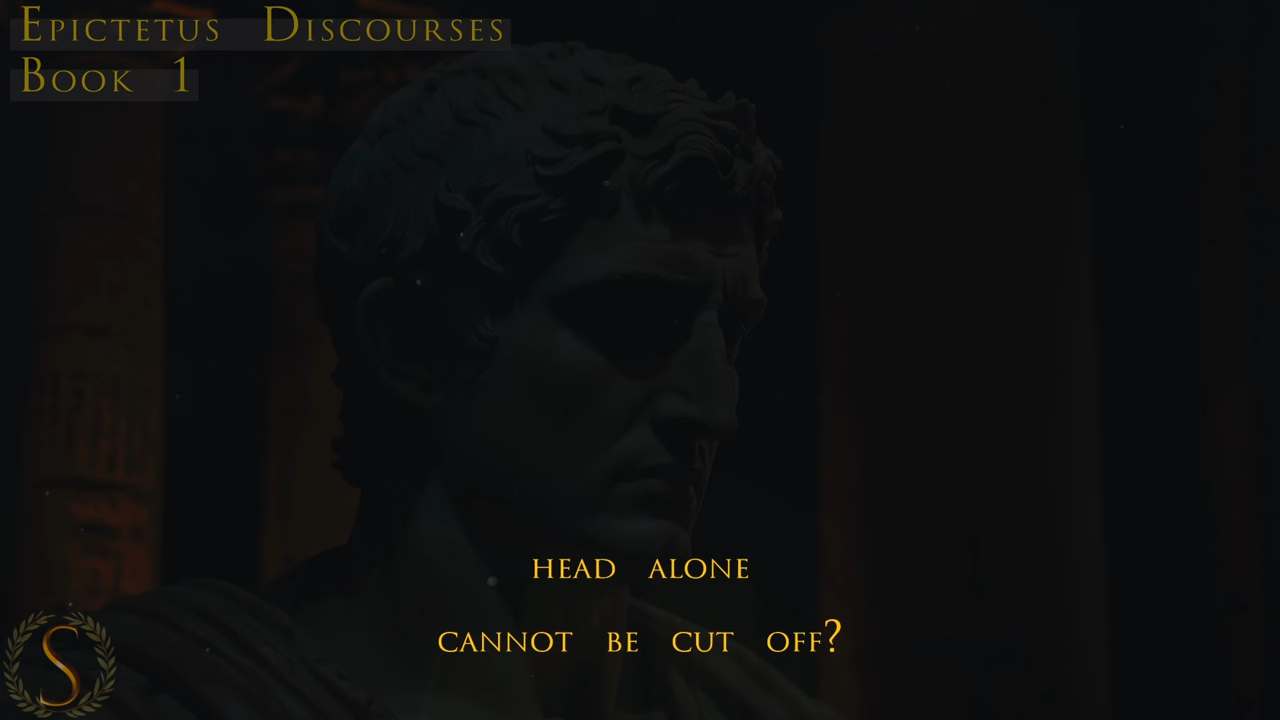 Epictetus Discourses
Book 1
head alone
cannot be cut off?
S